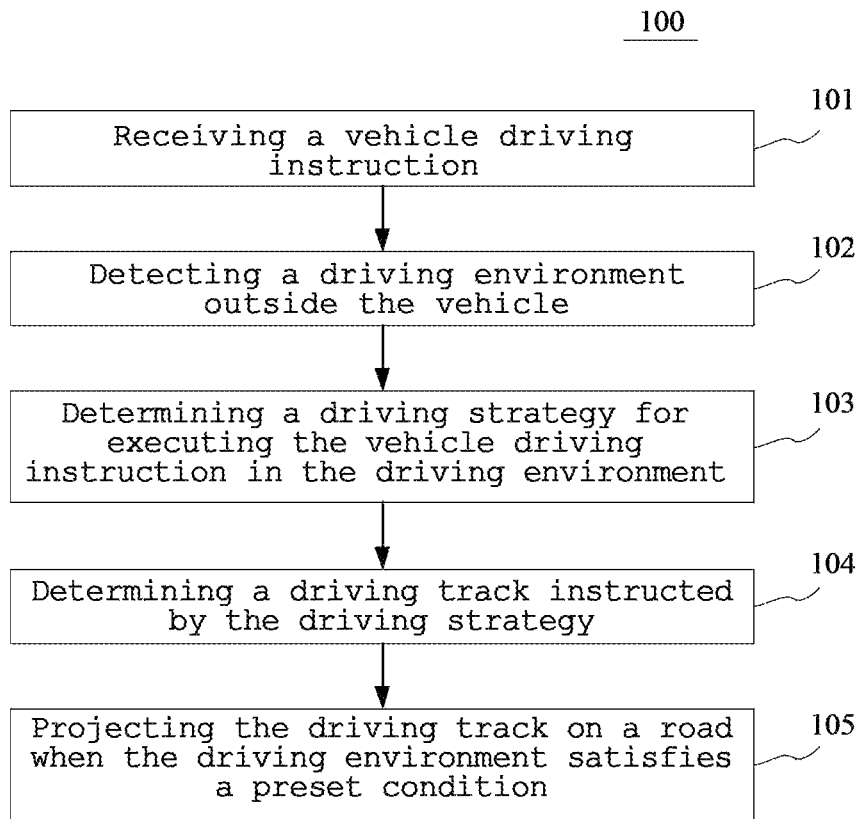 100
101
Receiving a vehicle driving
instruction
102
Detecting a driving environment
outside the vehicle
103
Determining a driving strategy for
executing the vehicle driving
instruction in the driving environment
104
Determining a driving track instructed
by the driving strategy
105
Projecting the driving track on a road
when the driving environment satisfies
a preset condition